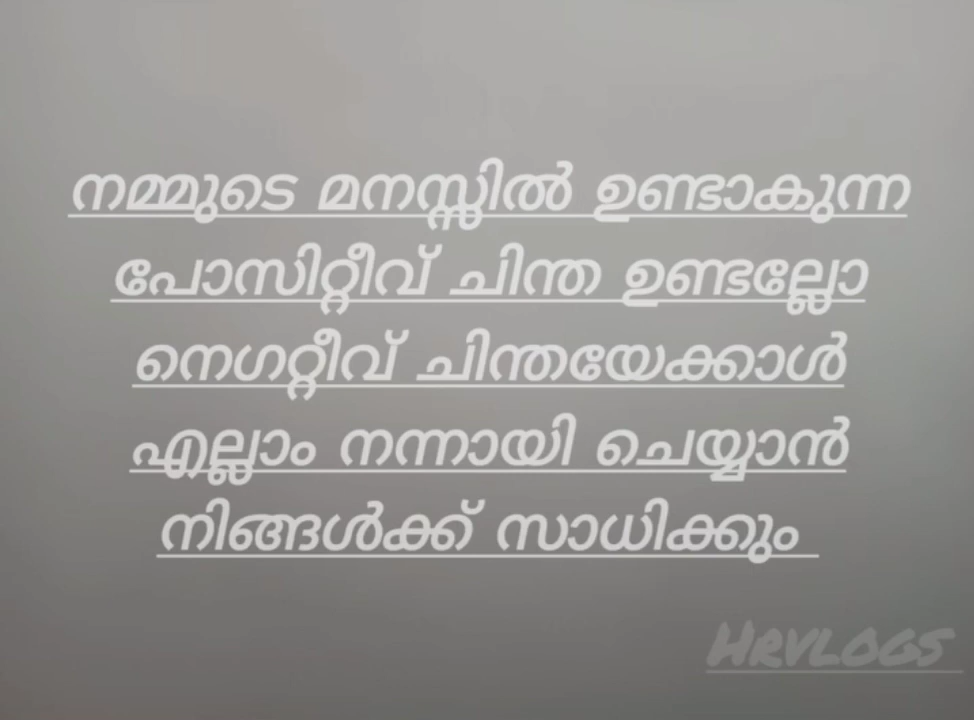 നമ്മുടെ മനസ്സിൽ ഉണ്ടാകുന്ന
പോസിറ്റീവ് ചിന്ത ഉണ്ടല്ലോ
നെഗറ്റീവ് ചിന്തയേക്കാൾ
എല്ലാം നന്നായി ചെയ്യാൻ
നിങ്ങൾക്ക് സാധിക്കും
HRVLOGS